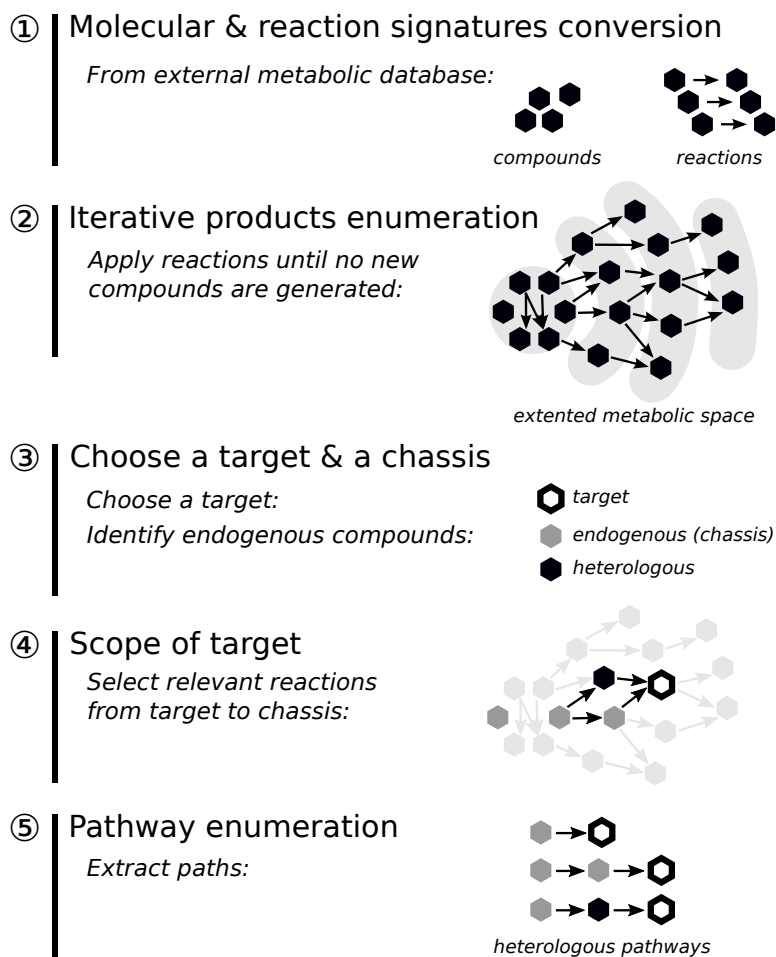 ① Molecular & reaction signatures conversion
From external metabolic database:
compounds
reactions
② Iterative products enumeration
Apply reactions until no new
compounds are generated:
extented metabolic space
③ Choose a target & a chassis
Choose a target:
target
Identify endogenous compounds:
endogenous (chassis)
heterologous
④ Scope of target
Select relevant reactions
from target to chassis:
⑤ Pathway enumeration
Extract paths:
heterologous pathways